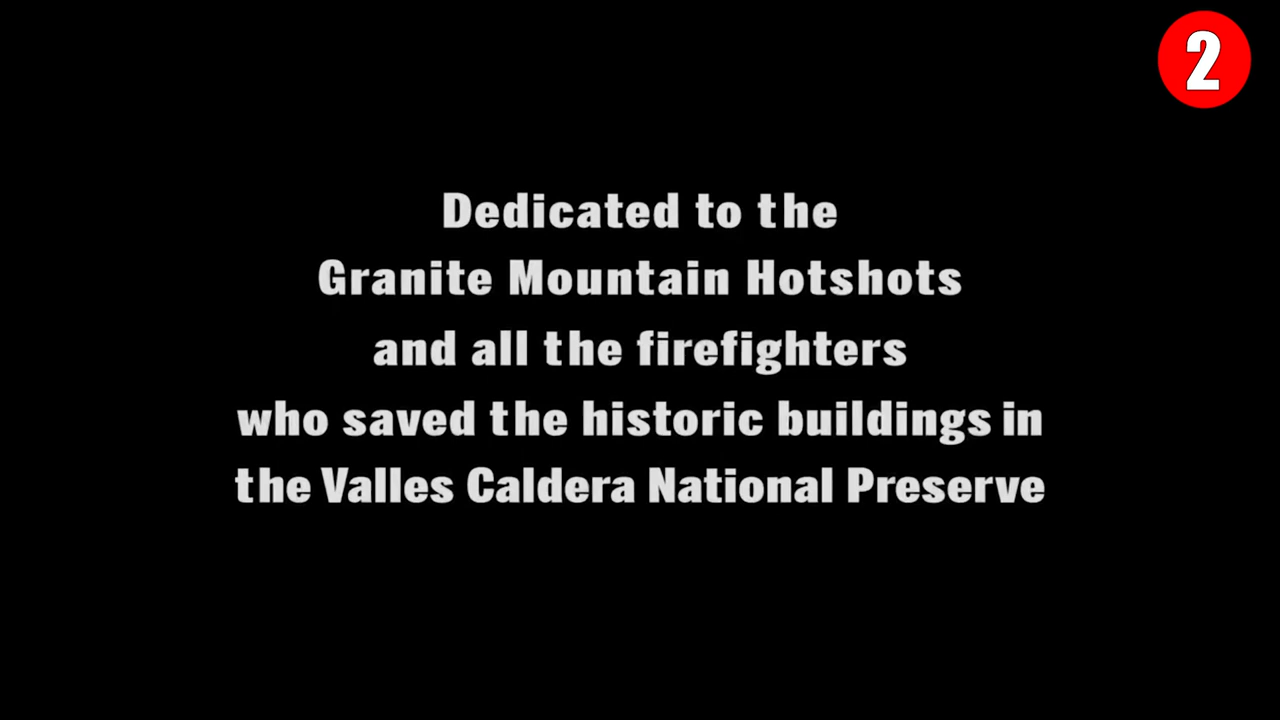 2
Dedicated to the
Granite Mountain Hotshots
and all the firefighters
who saved the historic buildings in
the Valles Caldera National Preserve